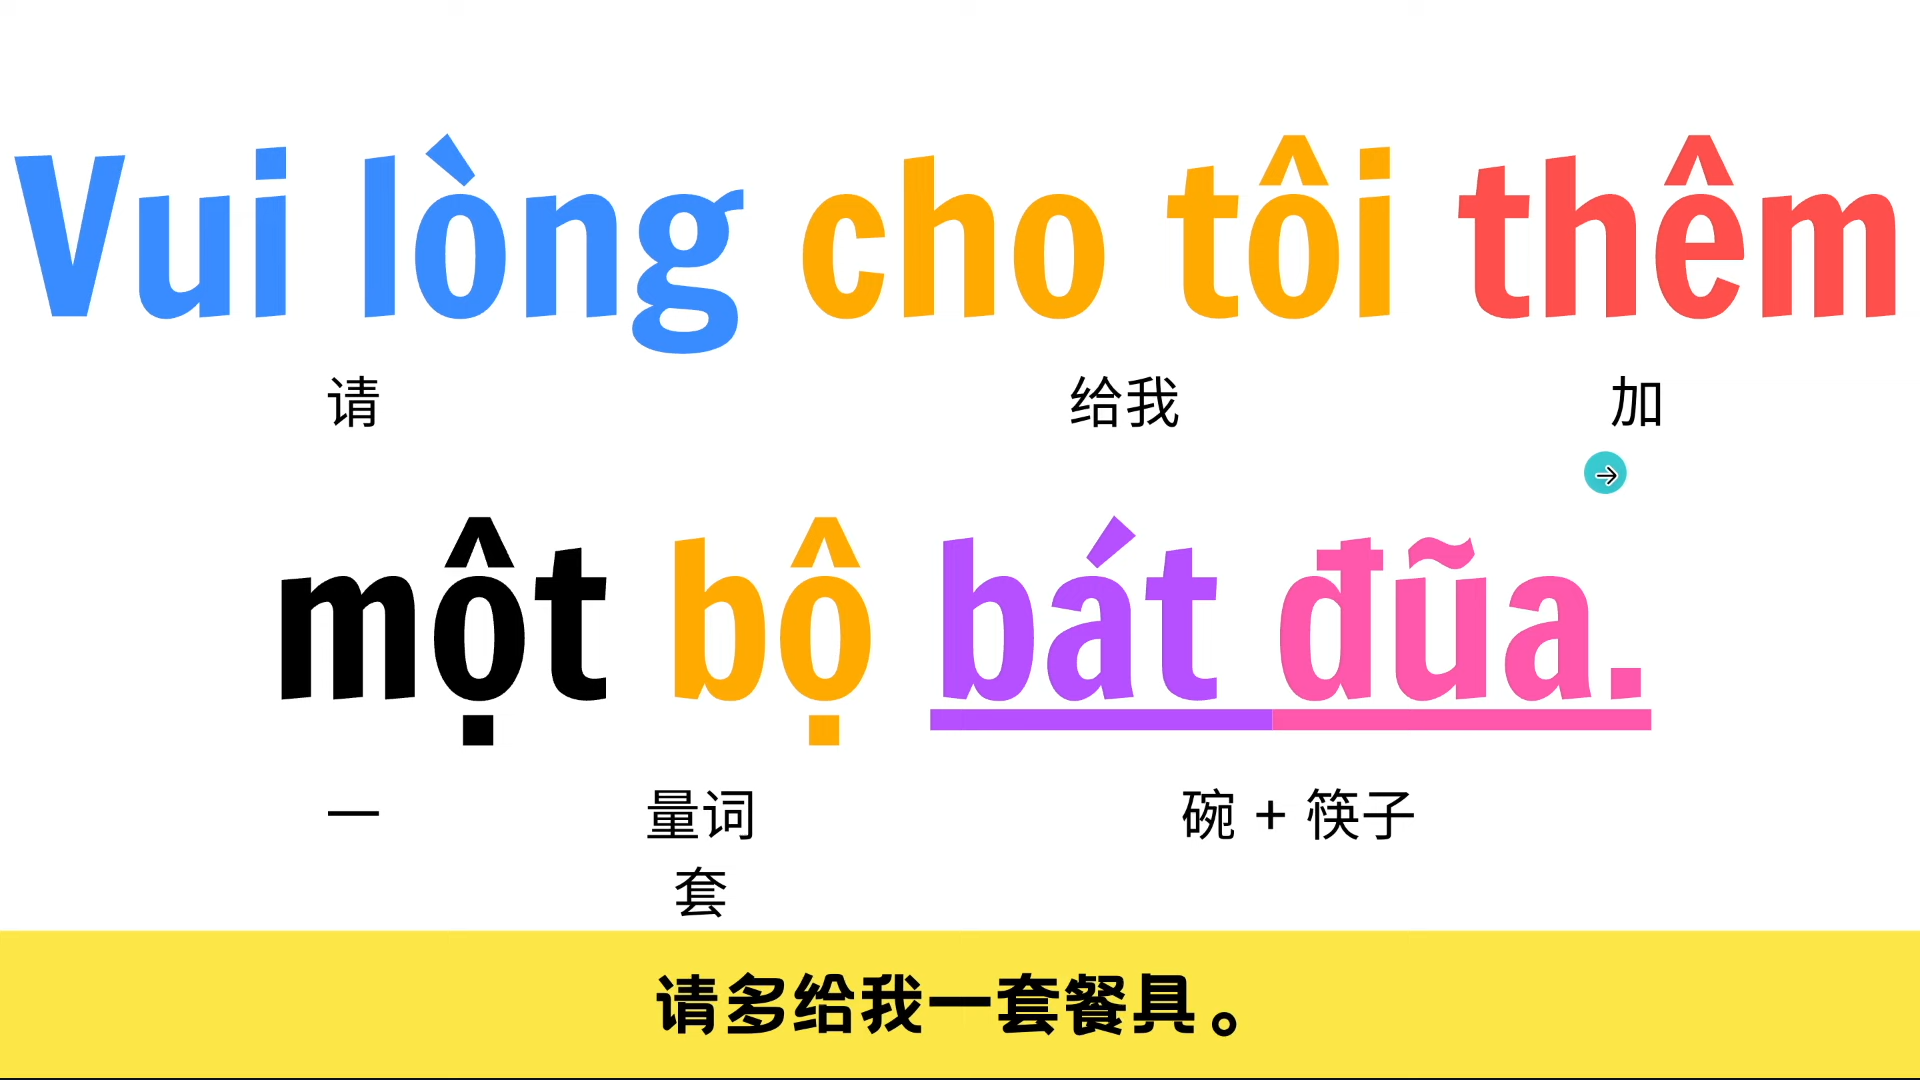 Vui lòng cho tôi thêm
请 给我 加
một bộ bát đũa.
一 量词 碗 + 筷子
套
请多给我一套餐具。